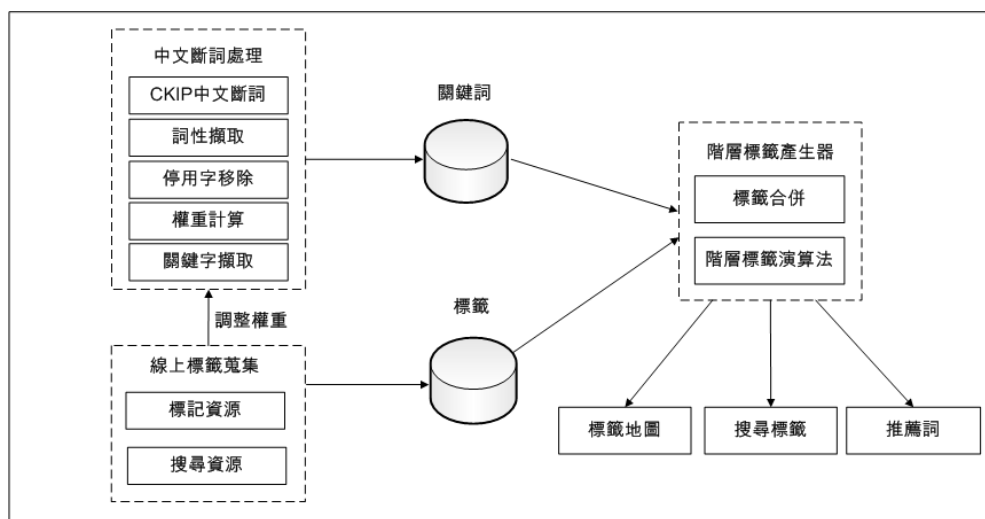 中文斷詞處理
CKIP中文斷詞
詞性擷取
停用字移除
權重計算
關鍵字擷取
調整權重
線上標籤蒐集
標記資源
搜尋資源
關鍵詞
標籤
階層標籤產生器
標籤合併
階層標籤演算法
標籤地圖
搜尋標籤
推薦詞